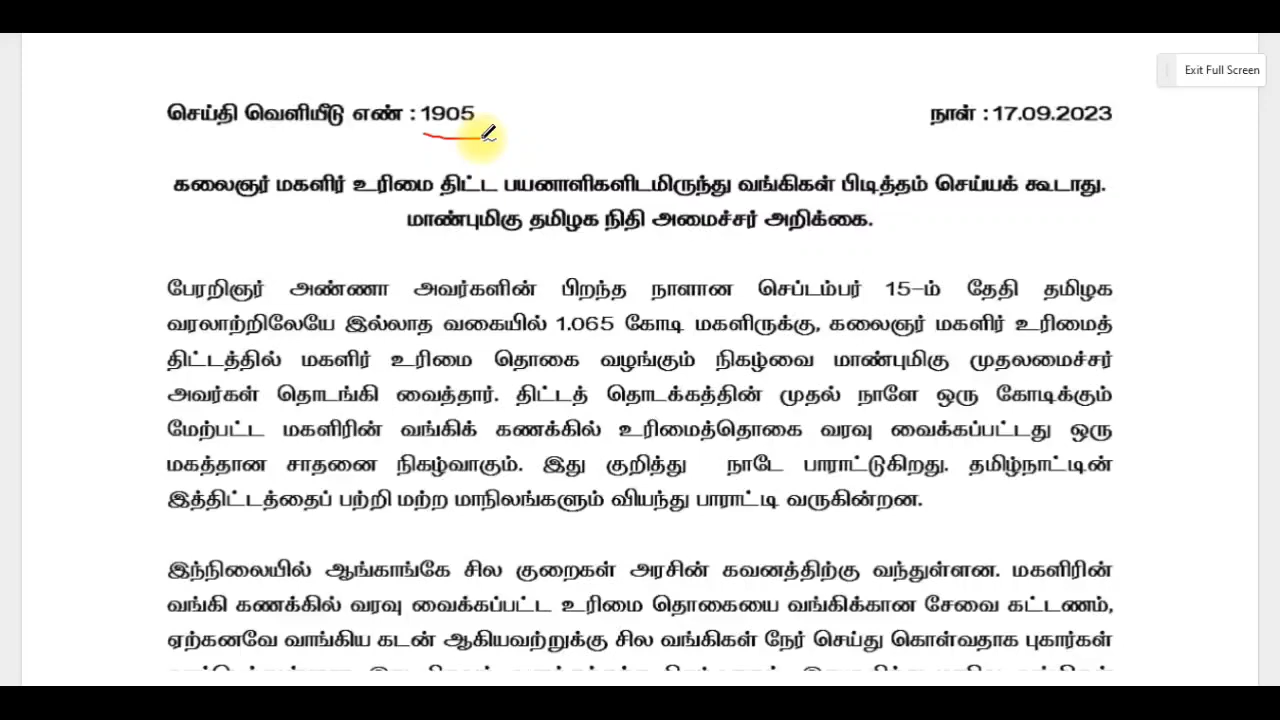 Exit Full Screen
செய்தி வெளியீடு எண் : 1905 நாள் : 17.09.2023
கலைஞர் மகளிர் உரிமை திட்ட பயனாளிகளிடமிருந்து வங்கிகள் பிடித்தம் செய்யக் கூடாது.
மாண்புமிகு தமிழக நிதி அமைச்சர் அறிக்கை.
பேரறிஞர் அண்ணா அவர்களின் பிறந்த நாளான செப்டம்பர் 15-ம் தேதி தமிழக
வரலாற்றிலேயே இல்லாத வகையில் 1.065 கோடி மகளிருக்கு, கலைஞர் மகளிர் உரிமைத்
திட்டத்தில் மகளிர் உரிமை தொகை வழங்கும் நிகழ்வை மாண்புமிகு முதலமைச்சர்
அவர்கள் தொடங்கி வைத்தார். திட்டத் தொடக்கத்தின் முதல் நாளே ஒரு கோடிக்கும்
மேற்பட்ட மகளிரின் வங்கிக் கணக்கில் உரிமைத்தொகை வரவு வைக்கப்பட்டது ஒரு
மகத்தான சாதனை நிகழ்வாகும். இது குறித்து நாடே பாராட்டுகிறது. தமிழ்நாட்டின்
இத்திட்டத்தைப் பற்றி மற்ற மாநிலங்களும் வியந்து பாராட்டி வருகின்றன.
இந்நிலையில் ஆங்காங்கே சில குறைகள் அரசின் கவனத்திற்கு வந்துள்ளன. மகளிரின்
வங்கி கணக்கில் வரவு வைக்கப்பட்ட உரிமை தொகையை வங்கிக்கான சேவை கட்டணம்,
ஏற்கனவே வாங்கிய கடன் ஆகியவற்றுக்கு சில வங்கிகள் நேர் செய்து கொள்வதாக புகார்கள்